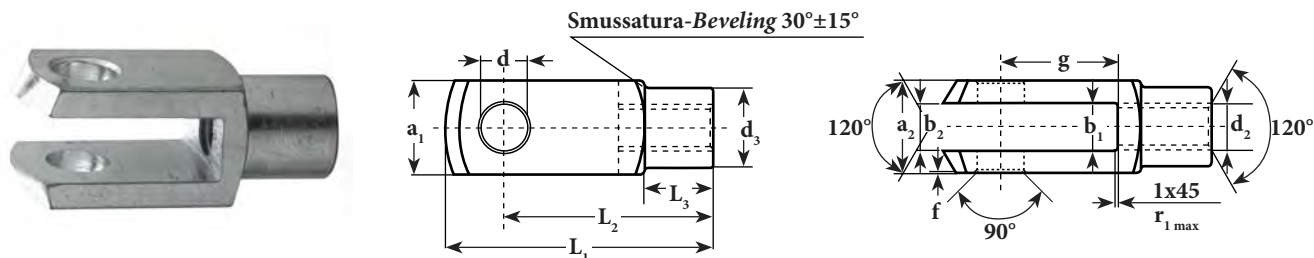 Smussatura-Beveling 30°±15°
d
g
a1
d3
120°
a2
b2
b1
d2
120°
L3
f
1x45
r1 max
L2
90°
L1